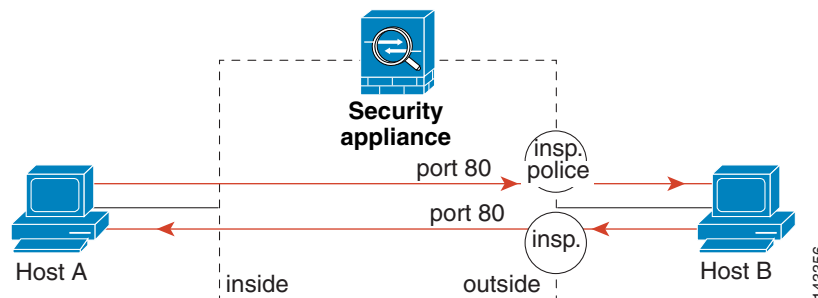 Security
appliance
insp.
police
port 80
port 80
insp.
Host A
Host B
inside
outside